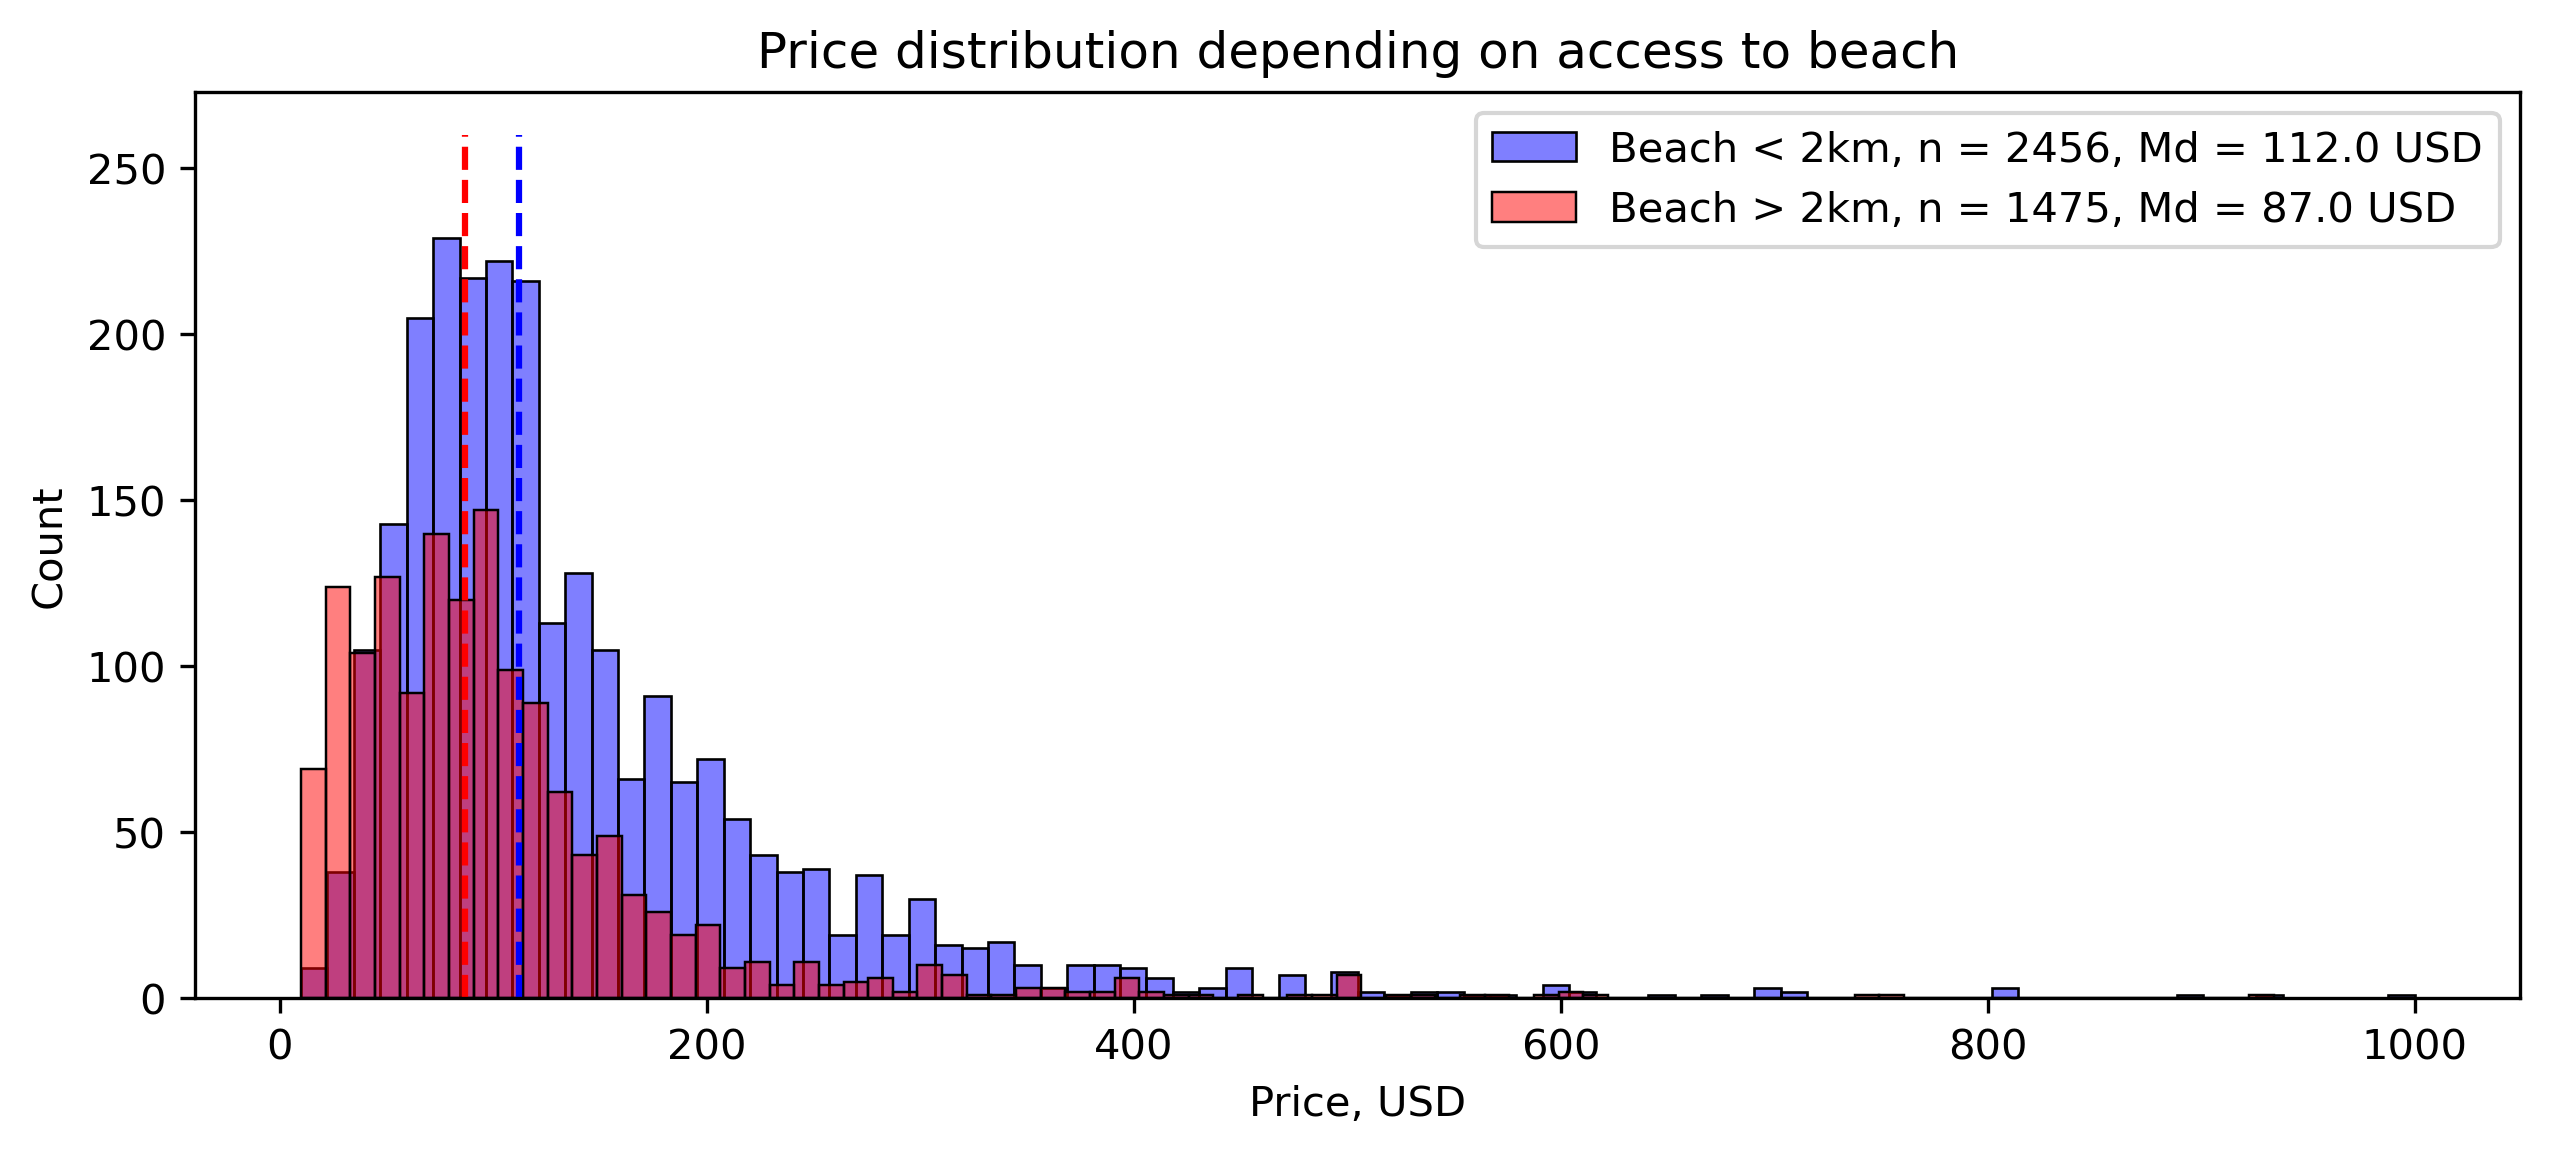 Price distribution depending on access to beach
Beach < 2km, n = 2456, Md = 112.0 USD
Beach > 2km, n = 1475, Md = 87.0 USD
250
200
150
100
50
0
Count
0 200 400 600 800 1000
Price, USD